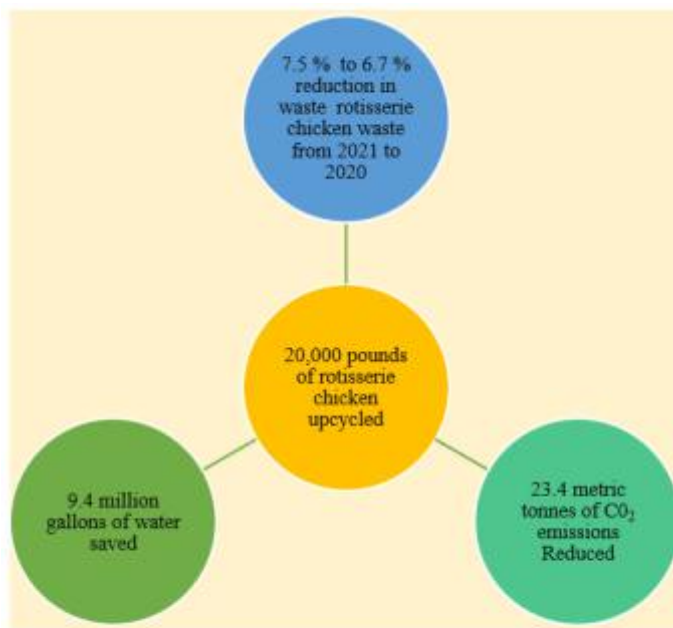 7.5 % to 6.7 %
reduction in
waste rotisserie
chicken waste
from 2021 to
2020
20,000 pounds
of rotisserie
chicken
upcycled
9.4 million
gallons of water
saved
23.4 metric
tonnes of C0₂
emissions
Reduced